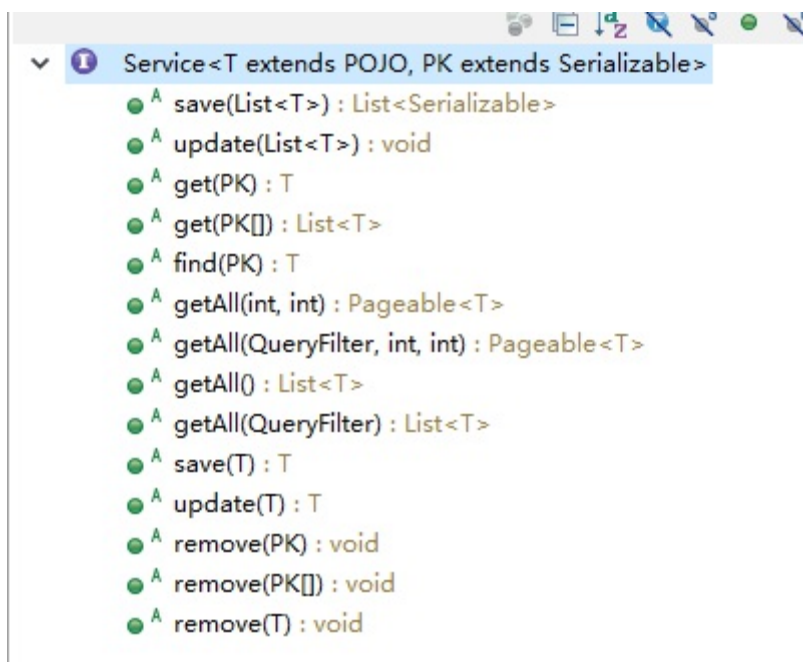 Service<T extends POJO, PK extends Serializable>
save(List<T>) : List<Serializable>
update(List<T>) : void
get(PK) : T
get(PK[]) : List<T>
find(PK) : T
getAll(int, int) : Pageable<T>
getAll(QueryFilter, int, int) : Pageable<T>
getAll() : List<T>
getAll(QueryFilter) : List<T>
save(T) : T
update(T) : T
remove(PK) : void
remove(PK[]) : void
remove(T) : void